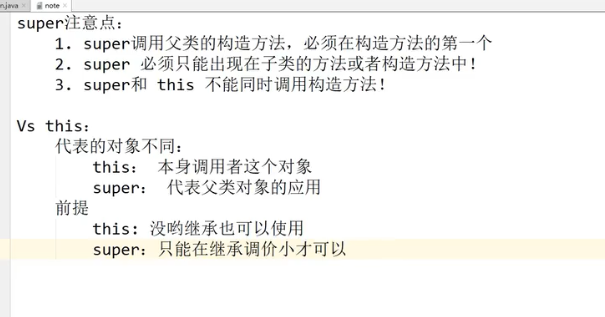 n.java
note
super注意点：
1. super调用父类的构造方法，必须在构造方法的第一个
2. super 必须只能出现在子类的方法或者构造方法中！
3. super和 this 不能同时调用构造方法！
Vs this：
代表的对象不同：
this： 本身调用者这个对象
super： 代表父类对象的应用
前提
this：没哟继承也可以使用
super：只能在继承调价小才可以